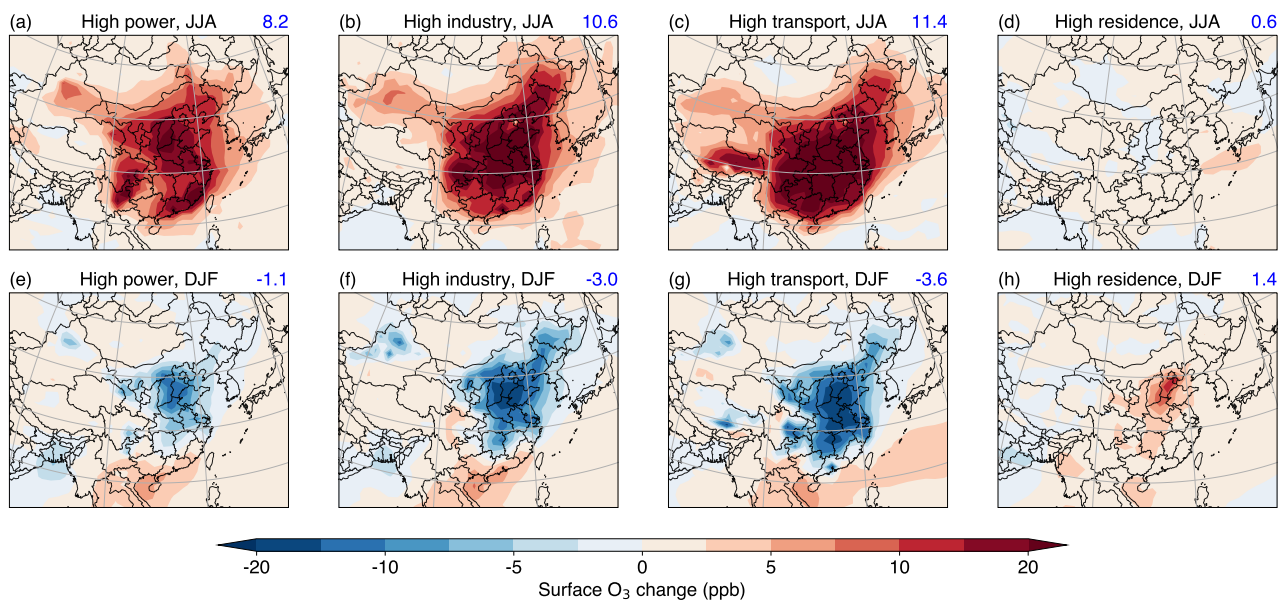 (a) High power, JJA 8.2
(b) High industry, JJA 10.6
(c) High transport, JJA 11.4
(d) High residence, JJA 0.6
(e) High power, DJF -1.1
(f) High industry, DJF -3.0
(g) High transport, DJF -3.6
(h) High residence, DJF 1.4
-20 -10 -5 0 5 10 20
Surface O₃ change (ppb)